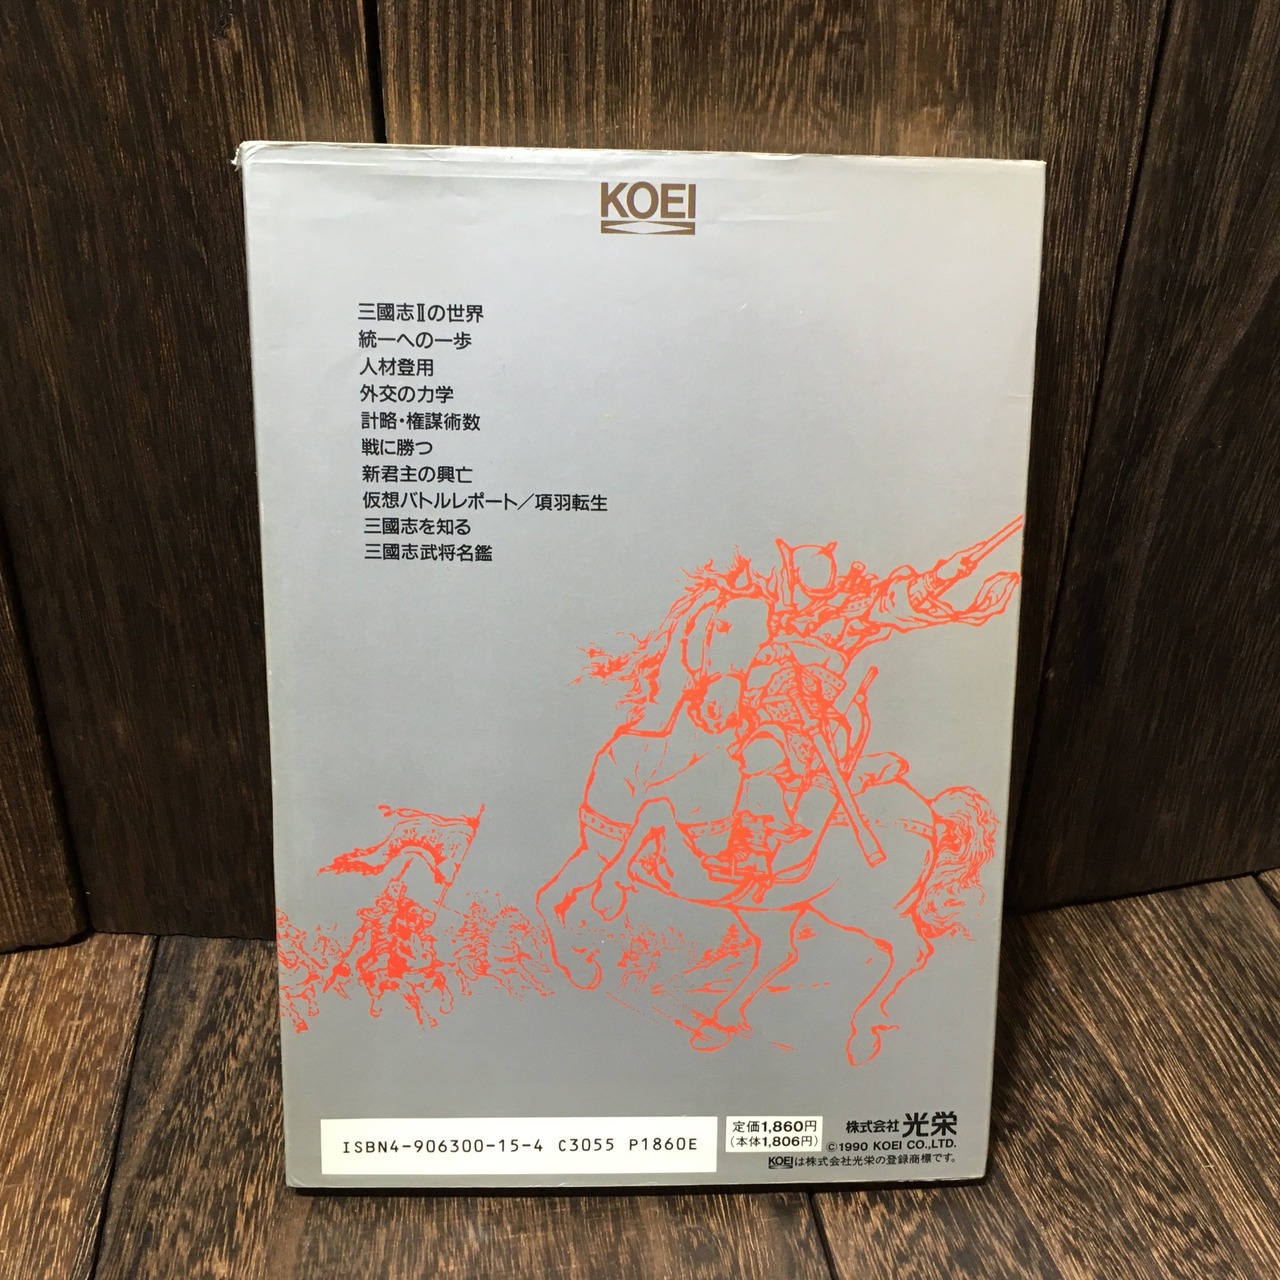 KOEI
三國志Ⅱの世界
統一への一歩
人材登用
外交の力学
計略・権謀術数
戦に勝つ
新君主の興亡
仮想バトルレポート／項羽転生
三國志を知る
三國志武将名鑑
ISBN4-906300-15-4 C3055 P1860E
定価1,860円
(本体1,806円)
株式会社 光栄
©1990 KOEI CO.,LTD.
KOEIは株式会社光栄の登録商標です。